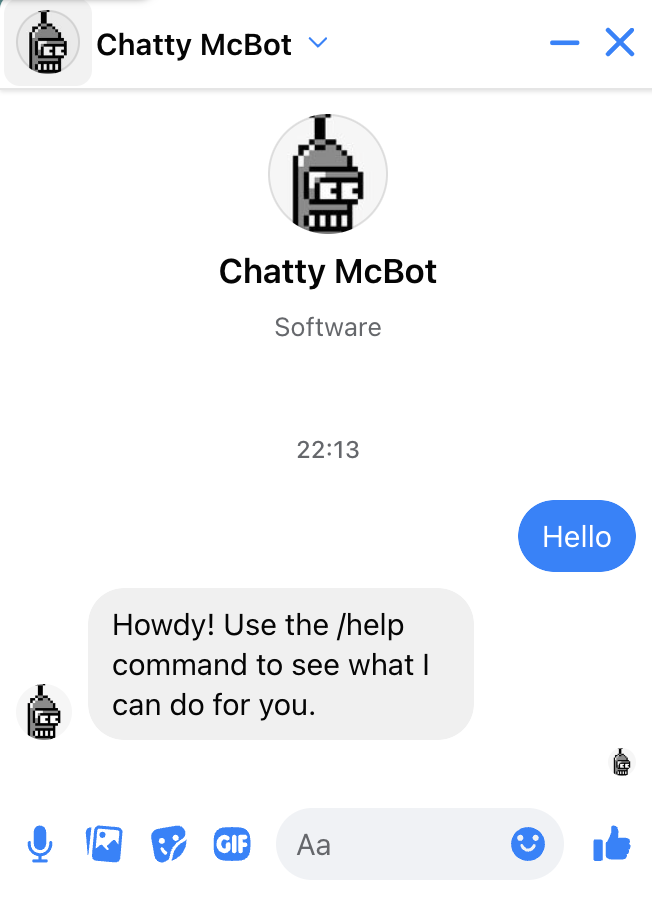 Chatty McBot
Chatty McBot
Software
22:13
Hello
Howdy! Use the /help
command to see what I
can do for you.
GIF
Aa